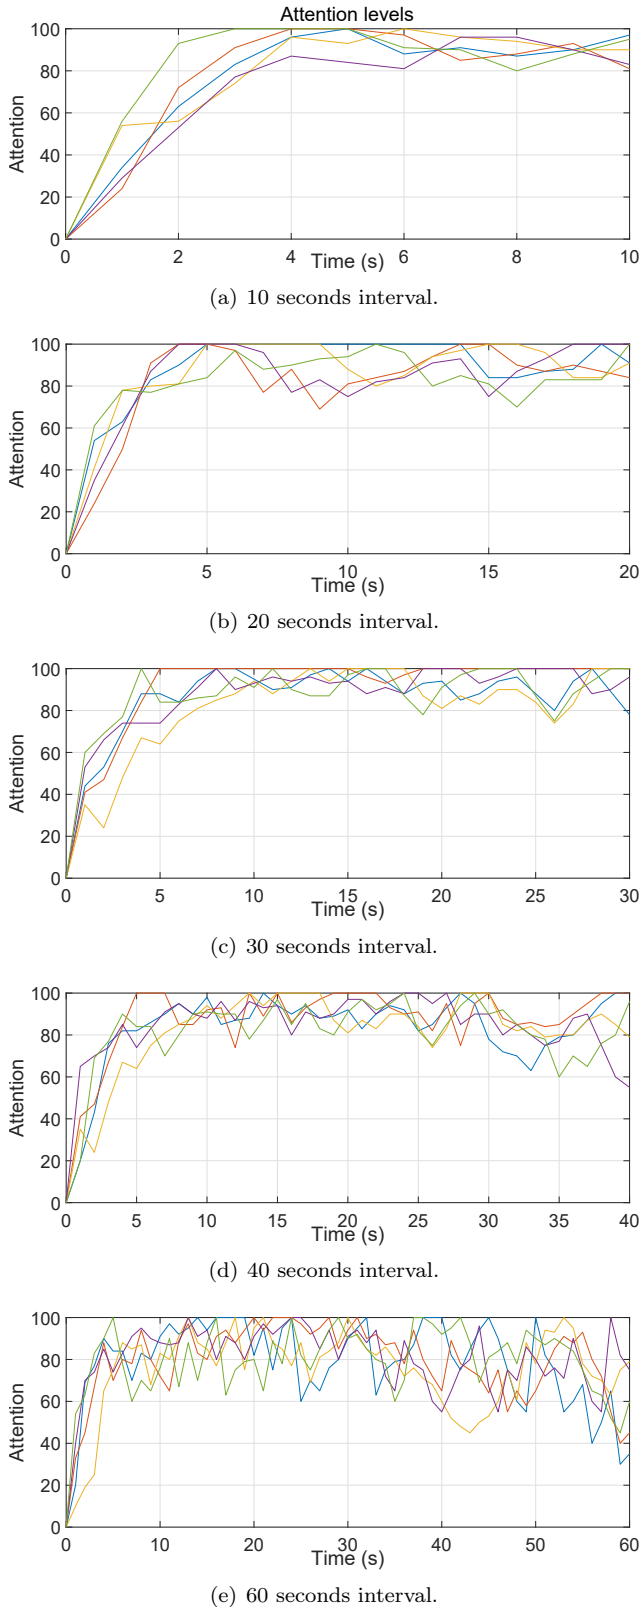 Attention levels
100
80
60
40
20
0
Attention
0 2 4 6 8 10
Time (s)
(a) 10 seconds interval.
100
80
60
40
20
0
Attention
0 5 10 15 20
Time (s)
(b) 20 seconds interval.
100
80
60
40
20
0
Attention
0 5 10 15 20 25 30
Time (s)
(c) 30 seconds interval.
100
80
60
40
20
0
Attention
0 5 10 15 20 25 30 35 40
Time (s)
(d) 40 seconds interval.
100
80
60
40
20
0
Attention
0 10 20 30 40 50 60
Time (s)
(e) 60 seconds interval.